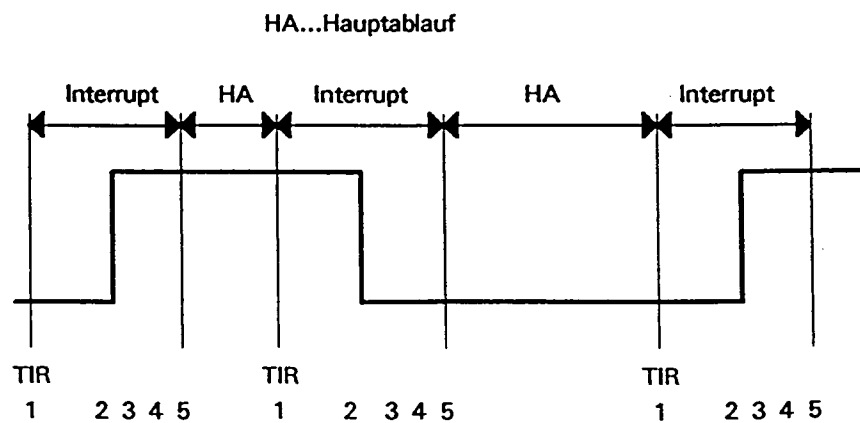 HA...Hauptablauf
Interrupt HA Interrupt HA Interrupt
TIR TIR TIR
1 2 3 4 5 1 2 3 4 5 1 2 3 4 5